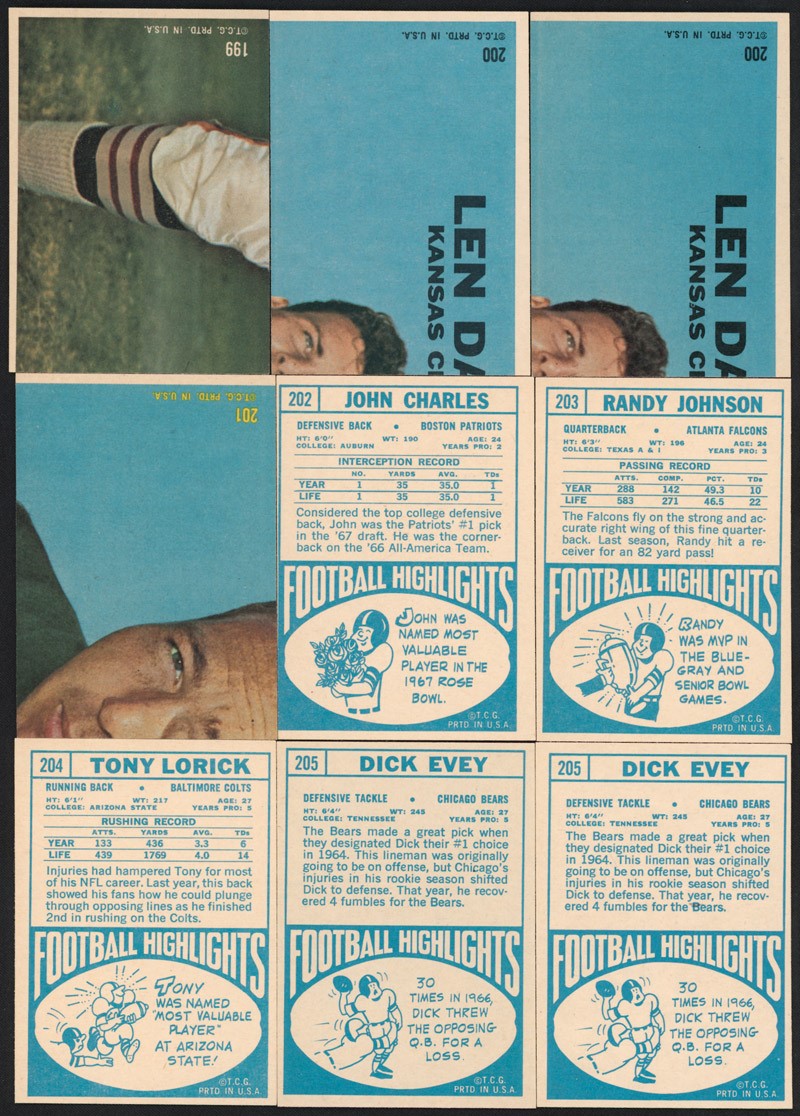 ©T.C.G. PRTD. IN U.S.A.
199
©T.C.G. PRTD. IN U.S.A.
200
LEN DA
KANSAS CI
©T.C.G. PRTD. IN U.S.A.
200
LEN DA
KANSAS CI
©T.C.G. PRTD. IN U.S.A.
201
202 JOHN CHARLES
DEFENSIVE BACK • BOSTON PATRIOTS
HT: 6'0" WT: 190 AGE: 24
COLLEGE: AUBURN YEARS PRO: 2
INTERCEPTION RECORD
NO. YARDS AVG. TDs
YEAR 1 35 35.0 1
LIFE 1 35 35.0 1
Considered the top college defensive
back, John was the Patriots' #1 pick
in the '67 draft. He was the corner-
back on the '66 All-America Team.
FOOTBALL HIGHLIGHTS
JOHN WAS
NAMED MOST
VALUABLE
PLAYER IN THE
1967 ROSE
BOWL.
©T.C.G.
PRTD IN U.S.A.
203 RANDY JOHNSON
QUARTERBACK • ATLANTA FALCONS
HT: 6'3" WT: 196 AGE: 24
COLLEGE: TEXAS A & I YEARS PRO: 3
PASSING RECORD
ATTS. COMP. PCT. TDs
YEAR 288 142 49.3 10
LIFE 583 271 46.5 22
The Falcons fly on the strong and ac-
curate right wing of this fine quarter-
back. Last season, Randy hit a re-
ceiver for an 82 yard pass!
FOOTBALL HIGHLIGHTS
RANDY
WAS MVP IN
THE BLUE-
GRAY AND
SENIOR BOWL
GAMES.
©T.C.G.
PRTD IN U.S.A.
204 TONY LORICK
RUNNING BACK • BALTIMORE COLTS
HT: 6'1" WT: 217 AGE: 27
COLLEGE: ARIZONA STATE YEARS PRO: 5
RUSHING RECORD
ATTS. YARDS AVG. TDs
YEAR 133 436 3.3 6
LIFE 439 1769 4.0 14
Injuries had hampered Tony for most
of his NFL career. Last year, this back
showed his fans how he could plunge
through opposing lines as he finished
2nd in rushing on the Colts.
FOOTBALL HIGHLIGHTS
TONY
WAS NAMED
"MOST VALUABLE
PLAYER"
AT ARIZONA
STATE!
©T.C.G.
PRTD IN U.S.A.
205 DICK EVEY
DEFENSIVE TACKLE • CHICAGO BEARS
HT: 6'4" WT: 245 AGE: 27
COLLEGE: TENNESSEE YEARS PRO: 5
The Bears made a great pick when
they designated Dick their #1 choice
in 1964. This lineman was originally
going to be on offense, but Chicago's
injuries in his rookie season shifted
Dick to defense. That year, he recov-
ered 4 fumbles for the Bears.
FOOTBALL HIGHLIGHTS
30
TIMES IN 1966,
DICK THREW
THE OPPOSING
Q.B. FOR A
LOSS.
©T.C.G.
PRTD IN U.S.A.
205 DICK EVEY
DEFENSIVE TACKLE • CHICAGO BEARS
HT: 6'4" WT: 245 AGE: 27
COLLEGE: TENNESSEE YEARS PRO: 5
The Bears made a great pick when
they designated Dick their #1 choice
in 1964. This lineman was originally
going to be on offense, but Chicago's
injuries in his rookie season shifted
Dick to defense. That year, he recov-
ered 4 fumbles for the Bears.
FOOTBALL HIGHLIGHTS
30
TIMES IN 1966,
DICK THREW
THE OPPOSING
Q.B. FOR A
LOSS.
©T.C.G.
PRTD IN U.S.A.